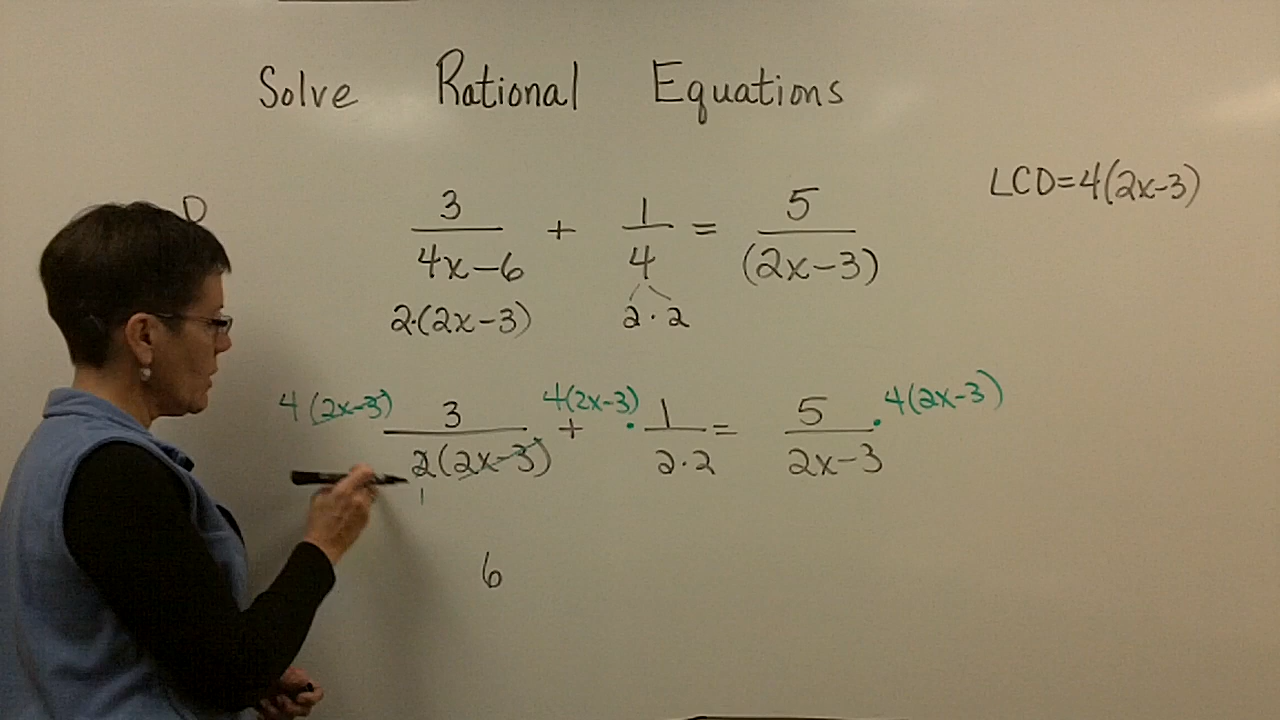 Solve Rational Equations
LCD=4(2x-3)
D
3/(4x-6) + 1/4 = 5/(2x-3)
2·(2x-3) 2·2
4(2x-3) 3/(2(2x-3)) + 4(2x-3) · 1/(2·2) = 5/(2x-3) · 4(2x-3)
1
6